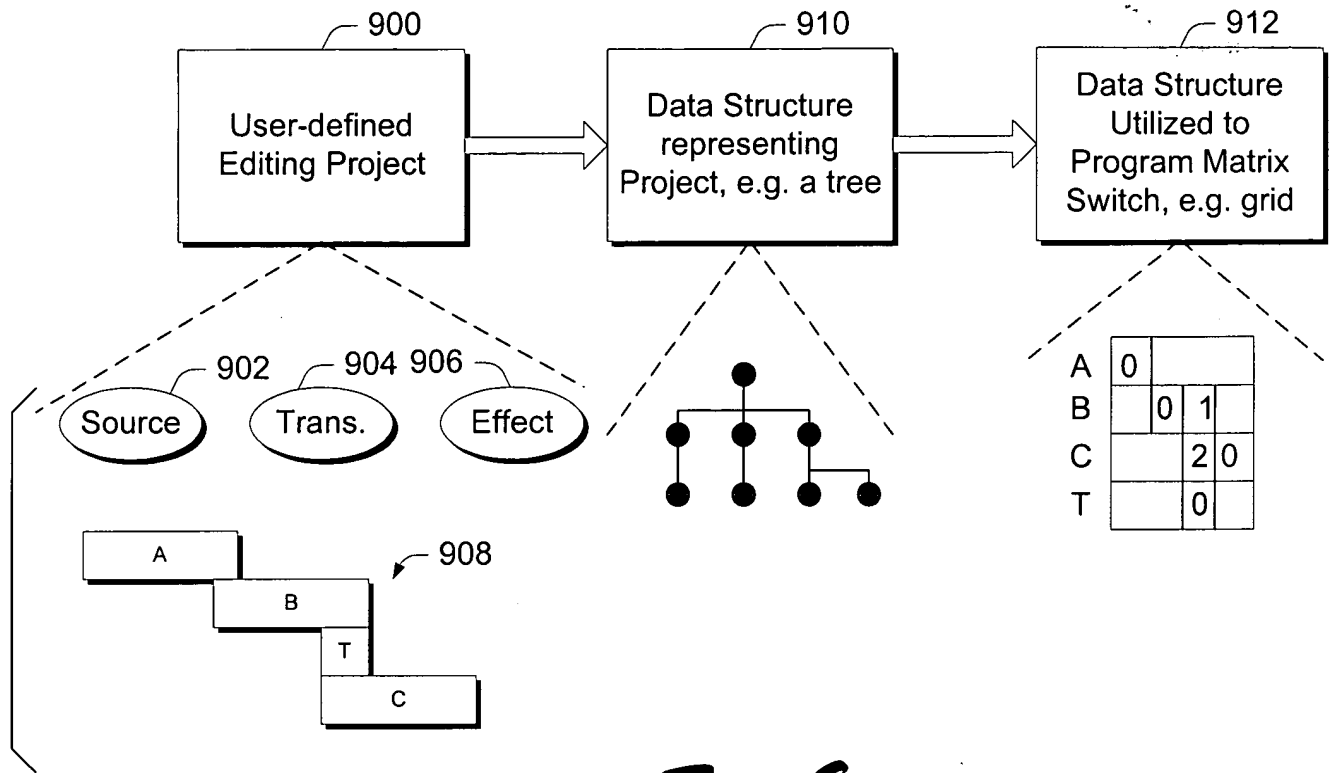 900
910
912
User-defined
Editing Project
Data Structure
representing
Project, e.g. a tree
Data Structure
Utilized to
Program Matrix
Switch, e.g. grid
902
904
906
Source
Trans.
Effect
A
B
T
C
908
A 0
B 0 1
C 2 0
T 0